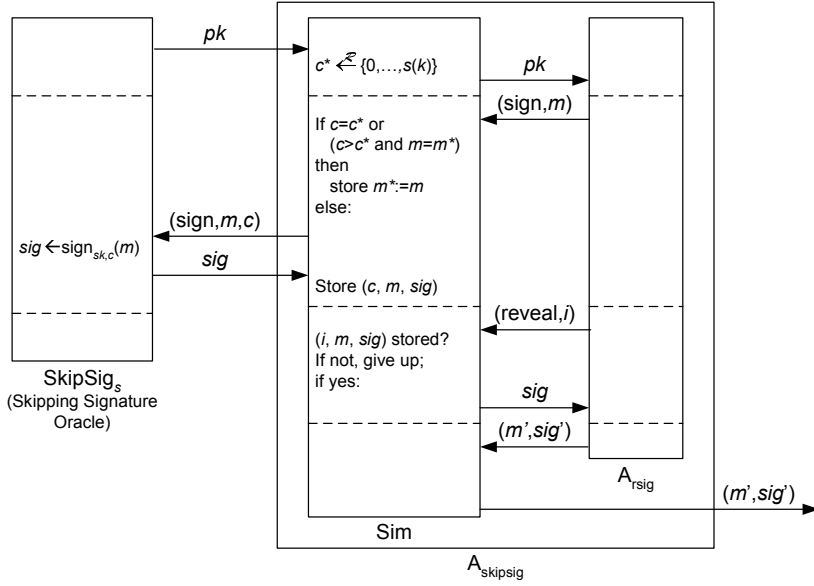 pk
c* ←R {0,…,s(k)}
pk
(sign,m)
If c=c* or
(c>c* and m=m*)
then
store m*:=m
else:
(sign,m,c)
sig ←sign_sk,c(m)
sig
Store (c, m, sig)
(reveal,i)
(i, m, sig) stored?
If not, give up;
if yes:
sig
(m',sig')
SkipSig_s
(Skipping Signature
Oracle)
A_rsig
(m',sig')
Sim
A_skipsig